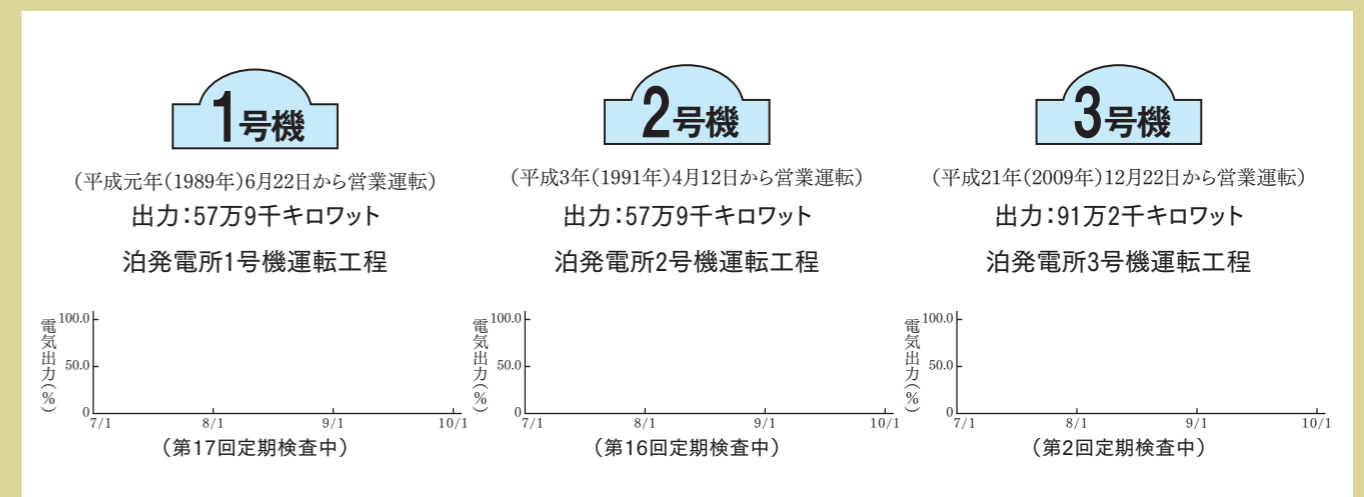 1号機
(平成元年(1989年)6月22日から営業運転)
出力:57万9千キロワット
泊発電所1号機運転工程
電気出力(%)
100.0
50.0
0
7/1 8/1 9/1 10/1
(第17回定期検査中)
2号機
(平成3年(1991年)4月12日から営業運転)
出力:57万9千キロワット
泊発電所2号機運転工程
電気出力(%)
100.0
50.0
0
7/1 8/1 9/1 10/1
(第16回定期検査中)
3号機
(平成21年(2009年)12月22日から営業運転)
出力:91万2千キロワット
泊発電所3号機運転工程
電気出力(%)
100.0
50.0
0
7/1 8/1 9/1 10/1
(第2回定期検査中)